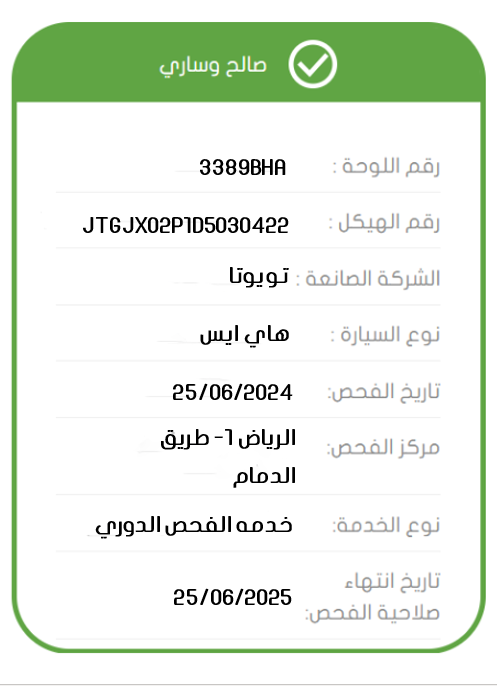 صالح وساري
رقم اللوحة : 3389BHA
رقم الهيكل : JTGJX02P1D5030422
الشركة الصانعة : تويوتا
نوع السيارة : هاي ايس
تاريخ الفحص: 25/06/2024
مركز الفحص: الرياض 1- طريق
الدمام
نوع الخدمة: خدمه الفحص الدوري
تاريخ انتهاء
صلاحية الفحص: 25/06/2025